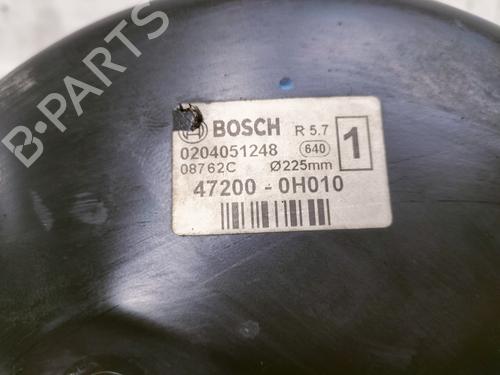 BOSCH R 5.7
0204051248 640 1
08762C Ø225mm
47200 - 0H010
B-PARTS